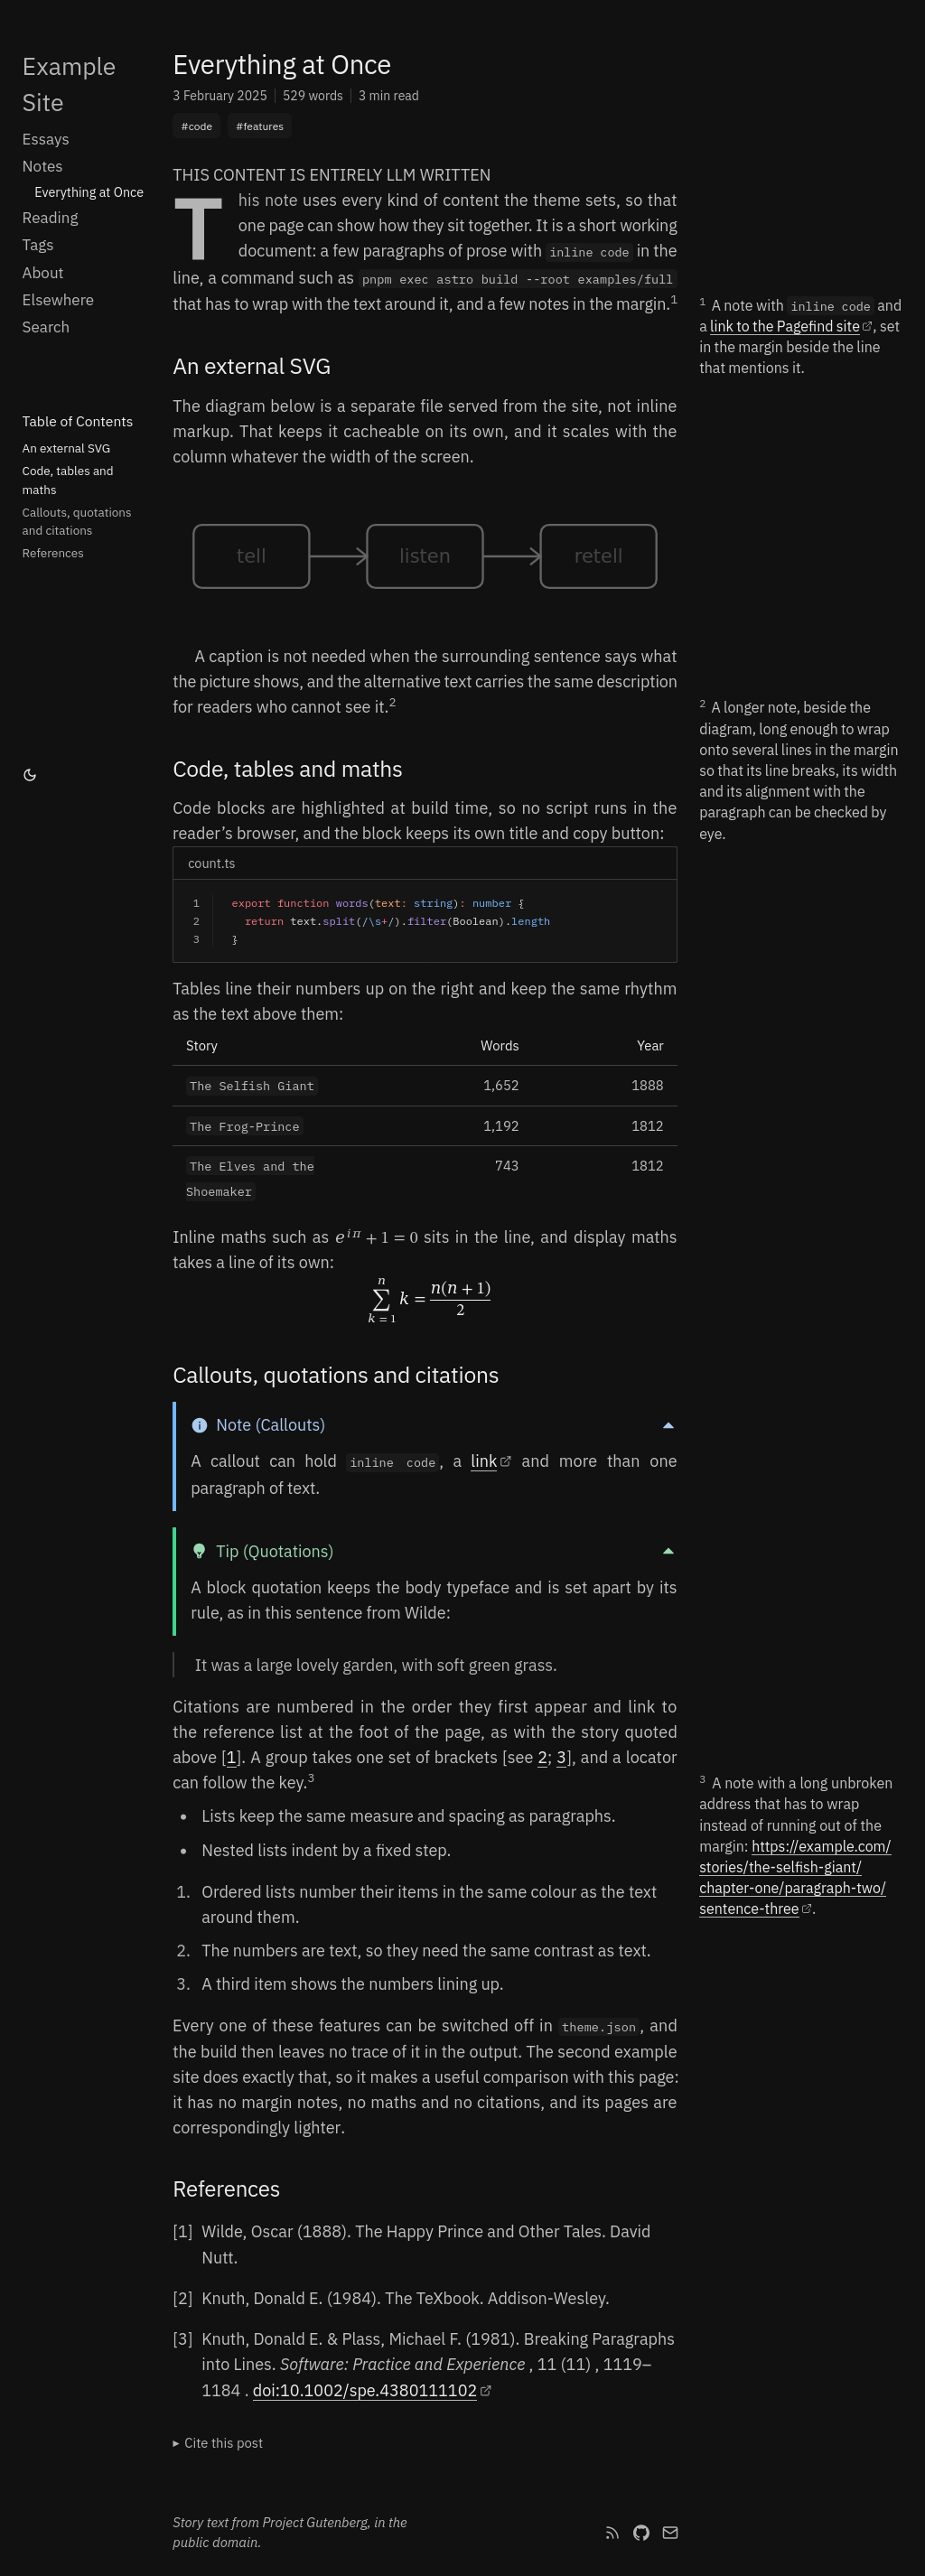 Example
Site
Essays
Notes
Everything at Once
Reading
Tags
About
Elsewhere
Search
Table of Contents
An external SVG
Code, tables and
maths
Callouts, quotations
and citations
References
Everything at Once
3 February 2025 | 529 words | 3 min read
#code #features
THIS CONTENT IS ENTIRELY LLM WRITTEN
This note uses every kind of content the theme sets, so that
one page can show how they sit together. It is a short working
document: a few paragraphs of prose with inline code in the
line, a command such as pnpm exec astro build --root examples/full
that has to wrap with the text around it, and a few notes in the margin.1
1 A note with inline code and
a link to the Pagefind site, set
in the margin beside the line
that mentions it.
An external SVG
The diagram below is a separate file served from the site, not inline
markup. That keeps it cacheable on its own, and it scales with the
column whatever the width of the screen.
tell listen retell
A caption is not needed when the surrounding sentence says what
the picture shows, and the alternative text carries the same description
for readers who cannot see it.2
2 A longer note, beside the
diagram, long enough to wrap
onto several lines in the margin
so that its line breaks, its width
and its alignment with the
paragraph can be checked by
eye.
Code, tables and maths
Code blocks are highlighted at build time, so no script runs in the
reader’s browser, and the block keeps its own title and copy button:
count.ts
1 export function words(text: string): number {
2 return text.split(/\s+/).filter(Boolean).length
3 }
Tables line their numbers up on the right and keep the same rhythm
as the text above them:
Story Words Year
The Selfish Giant 1,652 1888
The Frog-Prince 1,192 1812
The Elves and the 743 1812
Shoemaker
Inline maths such as e^{iπ} + 1 = 0 sits in the line, and display maths
takes a line of its own:
n
∑ k = n(n + 1)
k = 1 2
Callouts, quotations and citations
Note (Callouts)
A callout can hold inline code, a link and more than one
paragraph of text.
Tip (Quotations)
A block quotation keeps the body typeface and is set apart by its
rule, as in this sentence from Wilde:
It was a large lovely garden, with soft green grass.
Citations are numbered in the order they first appear and link to
the reference list at the foot of the page, as with the story quoted
above [1]. A group takes one set of brackets [see 2; 3], and a locator
can follow the key.3
3 A note with a long unbroken
address that has to wrap
instead of running out of the
margin: https://example.com/
stories/the-selfish-giant/
chapter-one/paragraph-two/
sentence-three.
• Lists keep the same measure and spacing as paragraphs.
• Nested lists indent by a fixed step.
1. Ordered lists number their items in the same colour as the text
around them.
2. The numbers are text, so they need the same contrast as text.
3. A third item shows the numbers lining up.
Every one of these features can be switched off in theme.json, and
the build then leaves no trace of it in the output. The second example
site does exactly that, so it makes a useful comparison with this page:
it has no margin notes, no maths and no citations, and its pages are
correspondingly lighter.
References
[1] Wilde, Oscar (1888). The Happy Prince and Other Tales. David
Nutt.
[2] Knuth, Donald E. (1984). The TeXbook. Addison-Wesley.
[3] Knuth, Donald E. & Plass, Michael F. (1981). Breaking Paragraphs
into Lines. Software: Practice and Experience , 11 (11) , 1119–
1184 . doi:10.1002/spe.4380111102
▸ Cite this post
Story text from Project Gutenberg, in the
public domain.